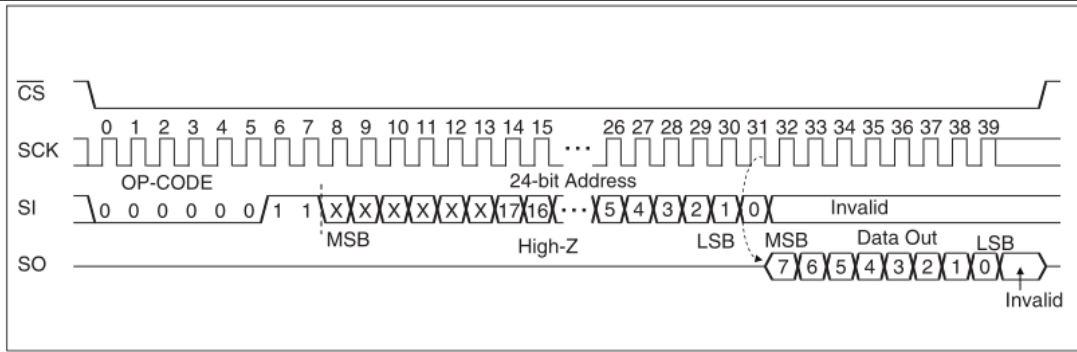 CS
0 1 2 3 4 5 6 7 8 9 10 11 12 13 14 15 26 27 28 29 30 31 32 33 34 35 36 37 38 39
SCK ···
OP-CODE 24-bit Address
SI 0 0 0 0 0 0 1 1 X X X X X X 17 16 ··· 5 4 3 2 1 0 Invalid
MSB High-Z LSB MSB Data Out LSB
SO 7 6 5 4 3 2 1 0
Invalid